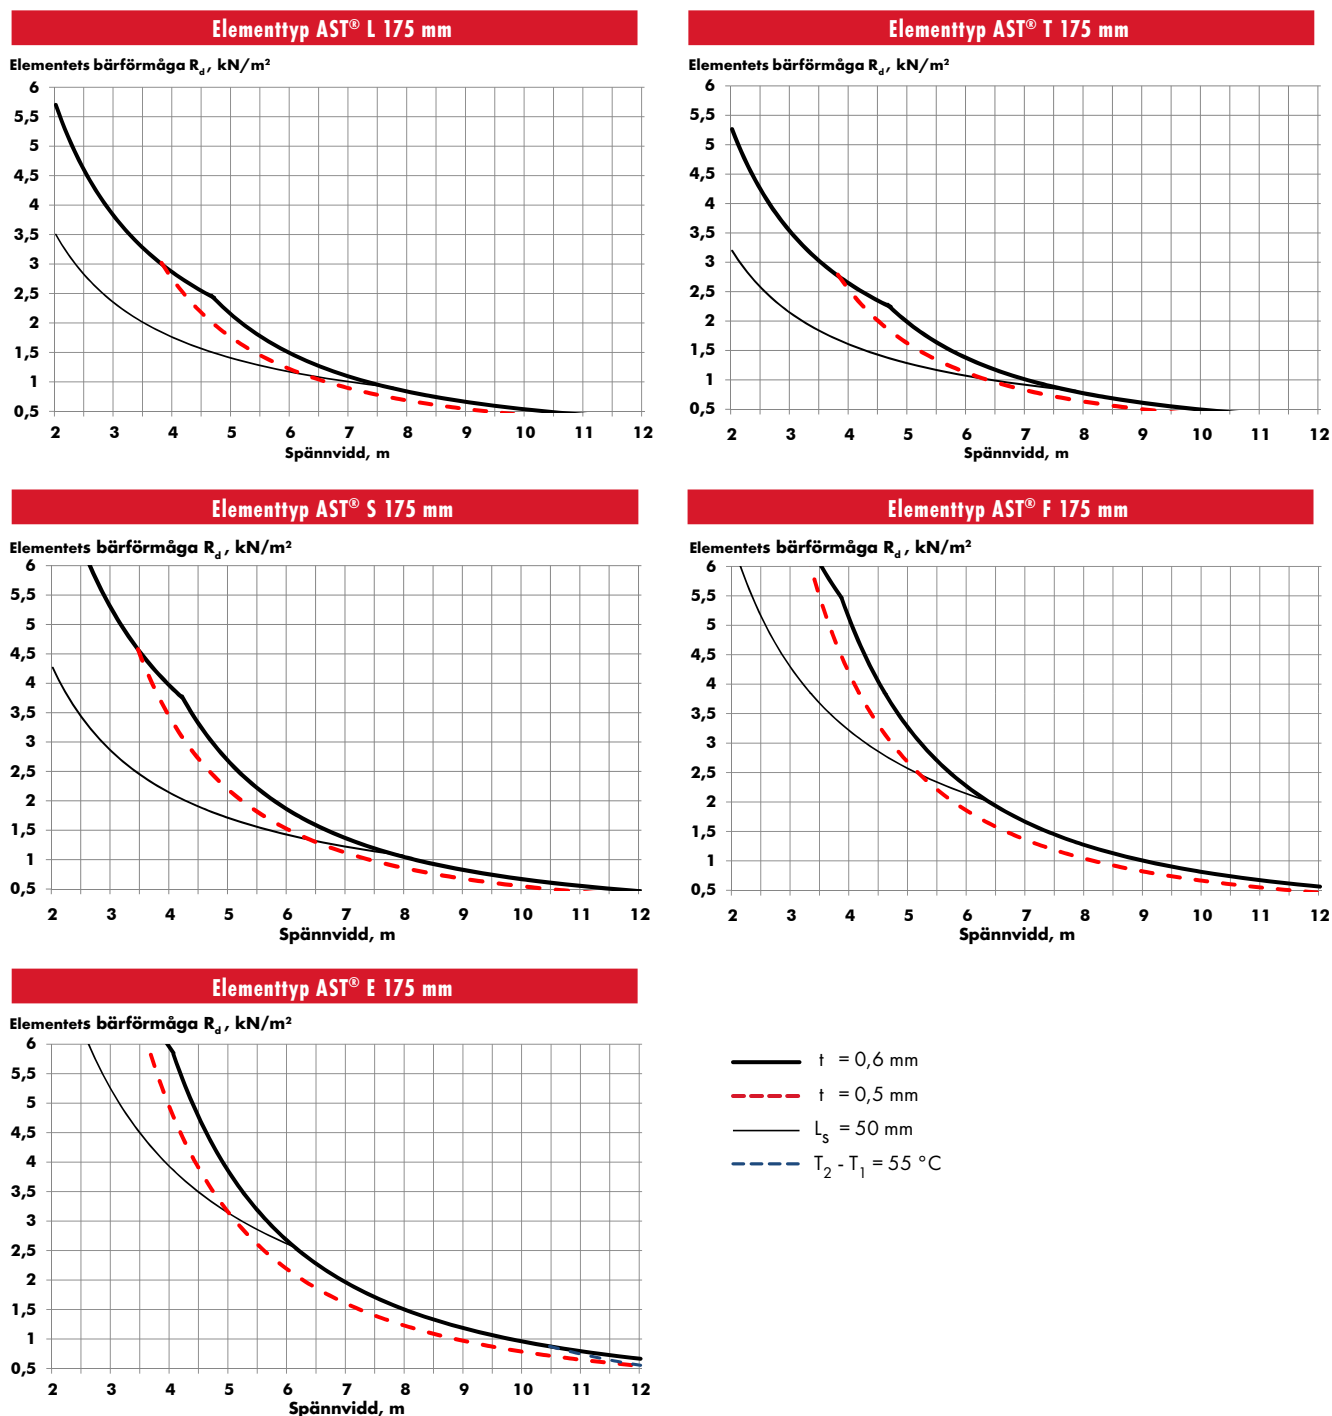 Elementtyp AST® L 175 mm
Elementets bärförmåga R_d, kN/m²
6
5,5
5
4,5
4
3,5
3
2,5
2
1,5
1
0,5
2 3 4 5 6 7 8 9 10 11 12
Spännvidd, m
Elementtyp AST® T 175 mm
Elementets bärförmåga R_d, kN/m²
6
5,5
5
4,5
4
3,5
3
2,5
2
1,5
1
0,5
2 3 4 5 6 7 8 9 10 11 12
Spännvidd, m
Elementtyp AST® S 175 mm
Elementets bärförmåga R_d, kN/m²
6
5,5
5
4,5
4
3,5
3
2,5
2
1,5
1
0,5
2 3 4 5 6 7 8 9 10 11 12
Spännvidd, m
Elementtyp AST® F 175 mm
Elementets bärförmåga R_d, kN/m²
6
5,5
5
4,5
4
3,5
3
2,5
2
1,5
1
0,5
2 3 4 5 6 7 8 9 10 11 12
Spännvidd, m
Elementtyp AST® E 175 mm
Elementets bärförmåga R_d, kN/m²
6
5,5
5
4,5
4
3,5
3
2,5
2
1,5
1
0,5
2 3 4 5 6 7 8 9 10 11 12
Spännvidd, m
t = 0,6 mm
t = 0,5 mm
L_s = 50 mm
T_2 - T_1 = 55 °C